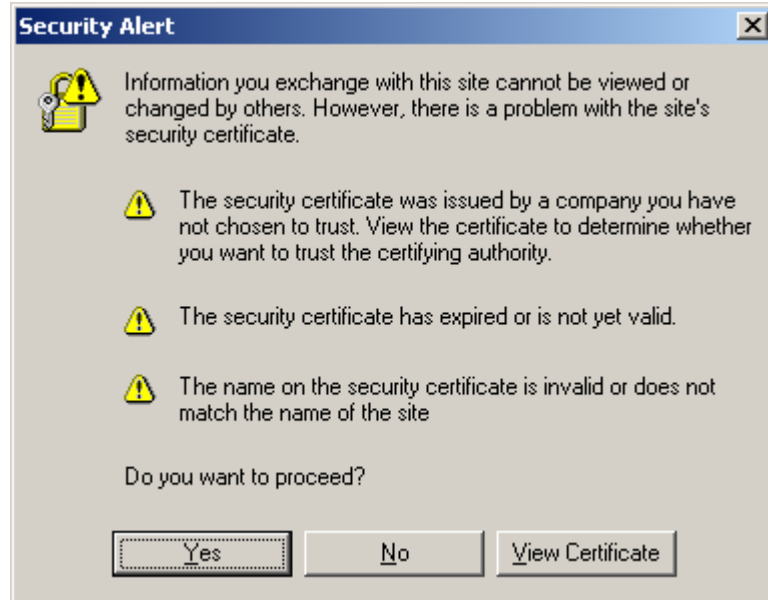 Security Alert
Information you exchange with this site cannot be viewed or
changed by others. However, there is a problem with the site's
security certificate.
The security certificate was issued by a company you have
not chosen to trust. View the certificate to determine whether
you want to trust the certifying authority.
The security certificate has expired or is not yet valid.
The name on the security certificate is invalid or does not
match the name of the site
Do you want to proceed?
Yes No View Certificate